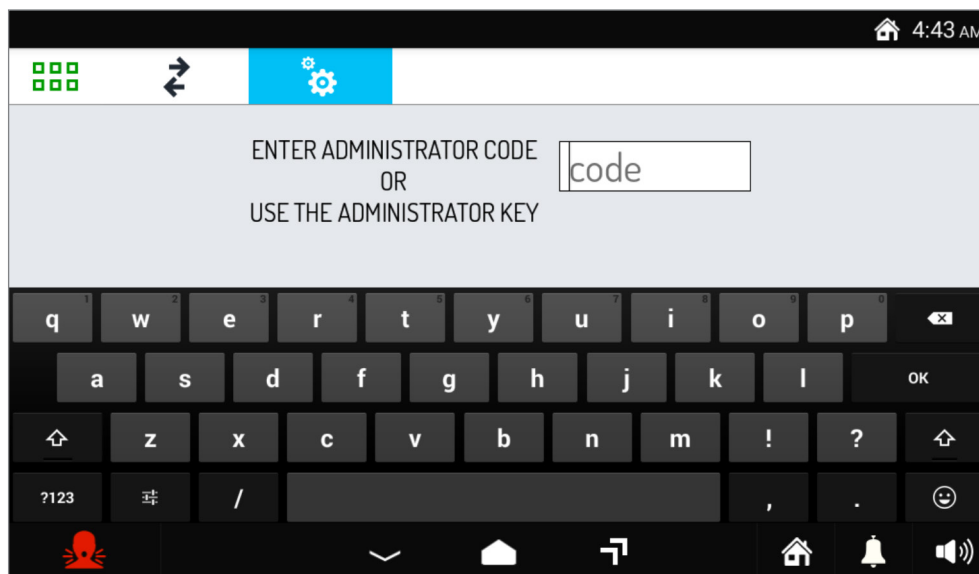 4:43 AM
ENTER ADMINISTRATOR CODE
OR
USE THE ADMINISTRATOR KEY
code
1 2 3 4 5 6 7 8 9 0
q w e r t y u i o p
a s d f g h j k l OK
z x c v b n m ! ?
?123 / , .